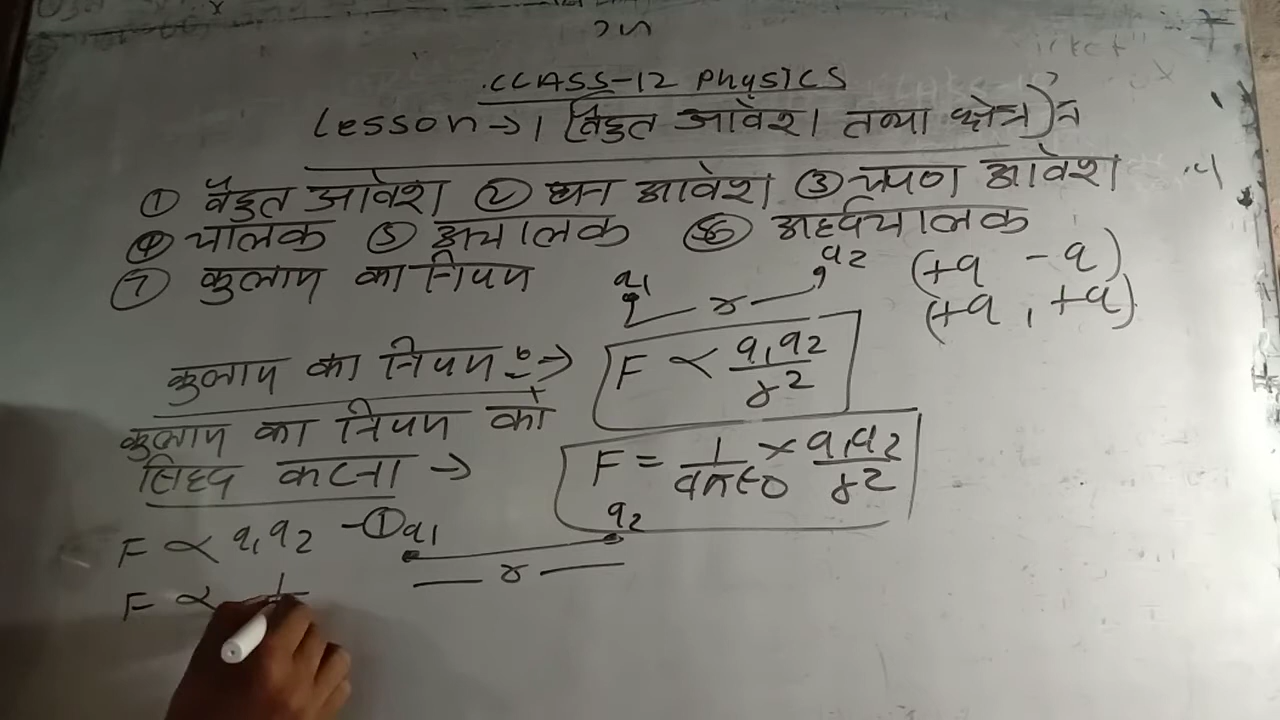 CLASS-12 PhysICS
Lesson→1 (विद्युत आवेश तथा क्षेत्र)
① वैद्युत आवेश ② धन आवेश ③ ऋण आवेश
④ चालक ⑤ अचालक ⑥ अर्द्धचालक
⑦ कुलाम का नियम q1 r q2 (+q - q)
(+q , +q)
कुलाम का नियम :→ F ∝ q1q2/r²
कुलाम का नियम को
सिद्ध करना → F = 1/4πε0 × q1q2/r²
F ∝ q1q2 -① q1 q2
r
F ∝ 1